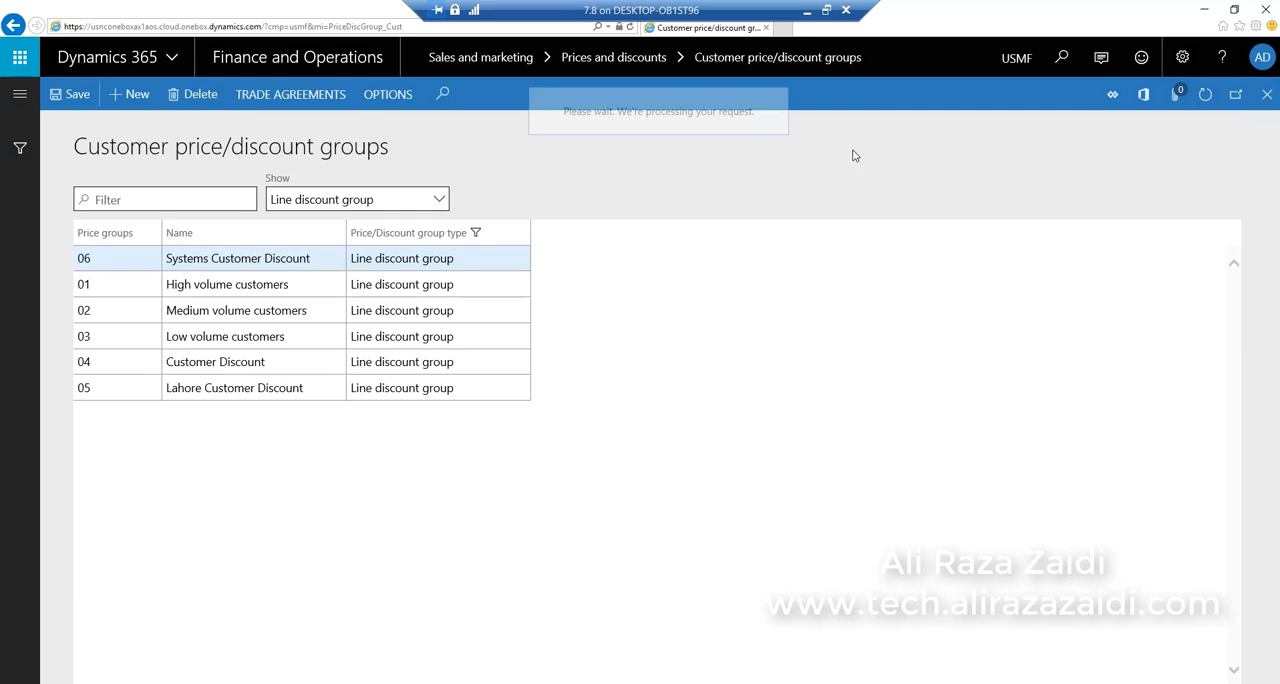 7.8 on DESKTOP-OB1ST96
https://usnconeboxax1aos.cloud.onebox.dynamics.com/?cmp=usmf&mi=PriceDiscGroup_Cust
Customer price/discount gr...
Dynamics 365
Finance and Operations
Sales and marketing
Prices and discounts
Customer price/discount groups
USMF
?
AD
Save
New
Delete
TRADE AGREEMENTS
OPTIONS
0
Please wait. We're processing your request.
Customer price/discount groups
Show
Filter
Line discount group
Price groups Name Price/Discount group type
06 Systems Customer Discount Line discount group
01 High volume customers Line discount group
02 Medium volume customers Line discount group
03 Low volume customers Line discount group
04 Customer Discount Line discount group
05 Lahore Customer Discount Line discount group
Ali Raza Zaidi
www.tech.alirazazaidi.com